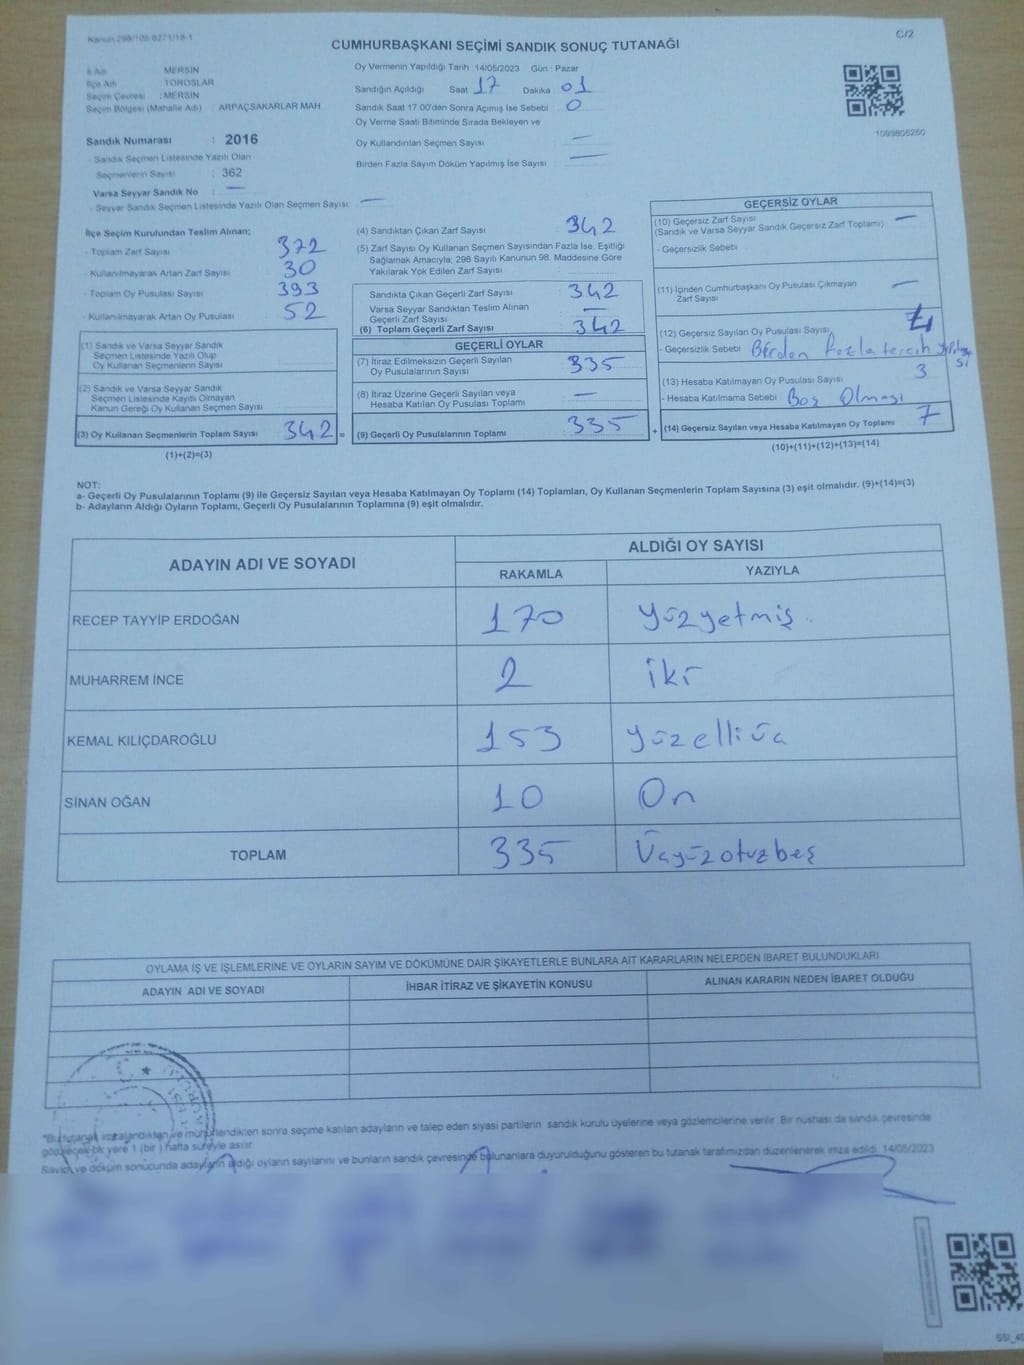 C/2
CUMHURBAŞKANI SEÇİMİ SANDIK SONUÇ TUTANAĞI
İl Adı MERSİN
İlçe Adı TOROSLAR
Seçim Çevresi : MERSİN
Seçim Bölgesi (Mahalle Adı) : ARPAÇSAKARLAR MAH
Sandık Numarası : 2016
- Sandık Seçmen Listesinde Yazılı Olan
Seçmenlerin Sayısı : 362
Varsa Seyyar Sandık No : —
- Seyyar Sandık Seçmen Listesinde Yazılı Olan Seçmen Sayısı : —
Oy Vermenin Yapıldığı Tarih : 14/05/2023 Gün : Pazar
Sandığın Açıldığı Saat 17 Dakika 01
Sandık Saat 17:00'den Sonra Açımış İse Sebebi 0
Oy Verme Saati Bitiminde Sırada Bekleyen ve
Oy Kullandırılan Seçmen Sayısı —
Birden Fazla Sayım Döküm Yapılmış İse Sayısı —
1099805250
İlçe Seçim Kurulundan Teslim Alınan;
- Toplam Zarf Sayısı : 372
- Kullanılmayarak Artan Zarf Sayısı : 30
- Toplam Oy Pusulası Sayısı : 393
- Kullanılmayarak Artan Oy Pusulası : 52
(1) Sandık ve Varsa Seyyar Sandık
Seçmen Listesinde Yazılı Olup
Oy Kullanan Seçmenlerin Sayısı
(2) Sandık ve Varsa Seyyar Sandık
Seçmen Listesinde Kayıtlı Olmayan
Kanun Gereği Oy Kullanan Seçmen Sayısı
(3) Oy Kullanan Seçmenlerin Toplam Sayısı : 342 =
(1)+(2)=(3)
(4) Sandıktan Çıkan Zarf Sayısı : 342
(5) Zarf Sayısı Oy Kullanan Seçmen Sayısından Fazla İse, Eşitliği
Sağlamak Amacıyla; 298 Sayılı Kanunun 98. Maddesine Göre
Yakılarak Yok Edilen Zarf Sayısı
Sandıkta Çıkan Geçerli Zarf Sayısı : 342
Varsa Seyyar Sandıktan Teslim Alınan
Geçerli Zarf Sayısı
(6) Toplam Geçerli Zarf Sayısı : 342
GEÇERLİ OYLAR
(7) İtiraz Edilmeksizin Geçerli Sayılan
Oy Pusulalarının Sayısı : 335
(8) İtiraz Üzerine Geçerli Sayılan veya
Hesaba Katılan Oy Pusulası Toplamı : —
(9) Geçerli Oy Pusulalarının Toplamı : 335 +
GEÇERSİZ OYLAR
(10) Geçersiz Zarf Sayısı —
(Sandık ve Varsa Seyyar Sandık Geçersiz Zarf Toplamı)
- Geçersizlik Sebebi
(11) İçinden Cumhurbaşkanı Oy Pusulası Çıkmayan —
Zarf Sayısı
(12) Geçersiz Sayılan Oy Pusulası Sayısı 4
- Geçersizlik Sebebi Birden fazla tercih
(13) Hesaba Katılmayan Oy Pusulası Sayısı 3
- Hesaba Katılmama Sebebi : Boş Olması
(14) Geçersiz Sayılan veya Hesaba Katılmayan Oy Toplamı 7
(10)+(11)+(12)+(13)=(14)
NOT:
a- Geçerli Oy Pusulalarının Toplamı (9) ile Geçersiz Sayılan veya Hesaba Katılmayan Oy Toplamı (14) Toplamları, Oy Kullanan Seçmenlerin Toplam Sayısına (3) eşit olmalıdır. (9)+(14)=(3)
b- Adayların Aldığı Oyların Toplamı, Geçerli Oy Pusulalarının Toplamına (9) eşit olmalıdır.
ADAYIN ADI VE SOYADI ALDIĞI OY SAYISI
RAKAMLA YAZIYLA
RECEP TAYYİP ERDOĞAN 170 Yüzyetmiş
MUHARREM İNCE 2 iki
KEMAL KILIÇDAROĞLU 153 yüzelliüç
SİNAN OĞAN 10 On
TOPLAM 335 Üçyüzotuzbeş
OYLAMA İŞ VE İŞLEMLERİNE VE OYLARIN SAYIM VE DÖKÜMÜNE DAİR ŞİKAYETLERLE BUNLARA AİT KARARLARIN NELERDEN İBARET BULUNDUKLARI
ADAYIN ADI VE SOYADI İHBAR İTİRAZ VE ŞİKAYETİN KONUSU ALINAN KARARIN NEDEN İBARET OLDUĞU
*Bu tutanak imzalandıktan ve mühürlendikten sonra seçime katılan adayların ve talep eden siyasi partilerin sandık kurulu üyelerine veya gözlemcilerine verilir. Bir nüshası da sandık çevresinde
yere 1 (bir) hafta süreyle asılır.
Sayım ve döküm sonucunda adayların aldığı oyların sayılarını ve bunların sandık çevresinde bulunanlara duyurulduğunu gösteren bu tutanak tarafımızdan düzenlenerek imza edildi. 14/05/2023